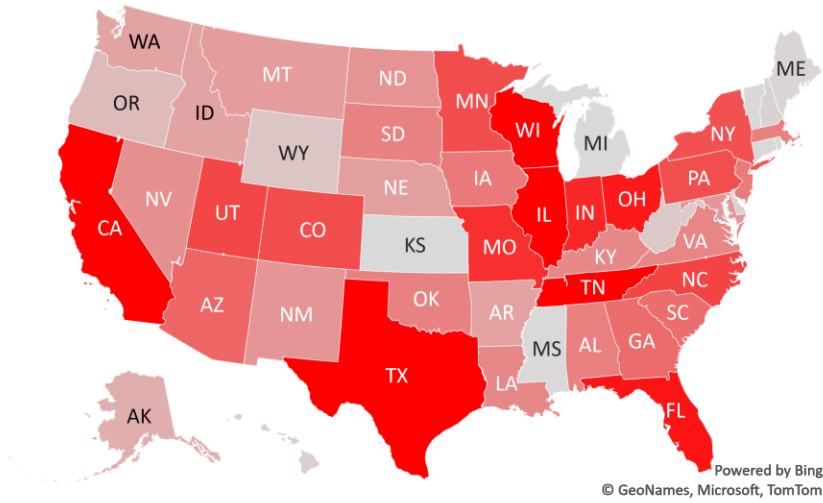 WA
ME
MT
ND
OR
MN
ID
WI
SD
NY
MI
WY
IA
PA
NE
NV
OH
IL
IN
UT
CA
CO
VA
KS
MO
KY
NC
TN
OK
AZ
NM
AR
SC
GA
AL
MS
TX
LA
FL
AK
Powered by Bing
© GeoNames, Microsoft, TomTom